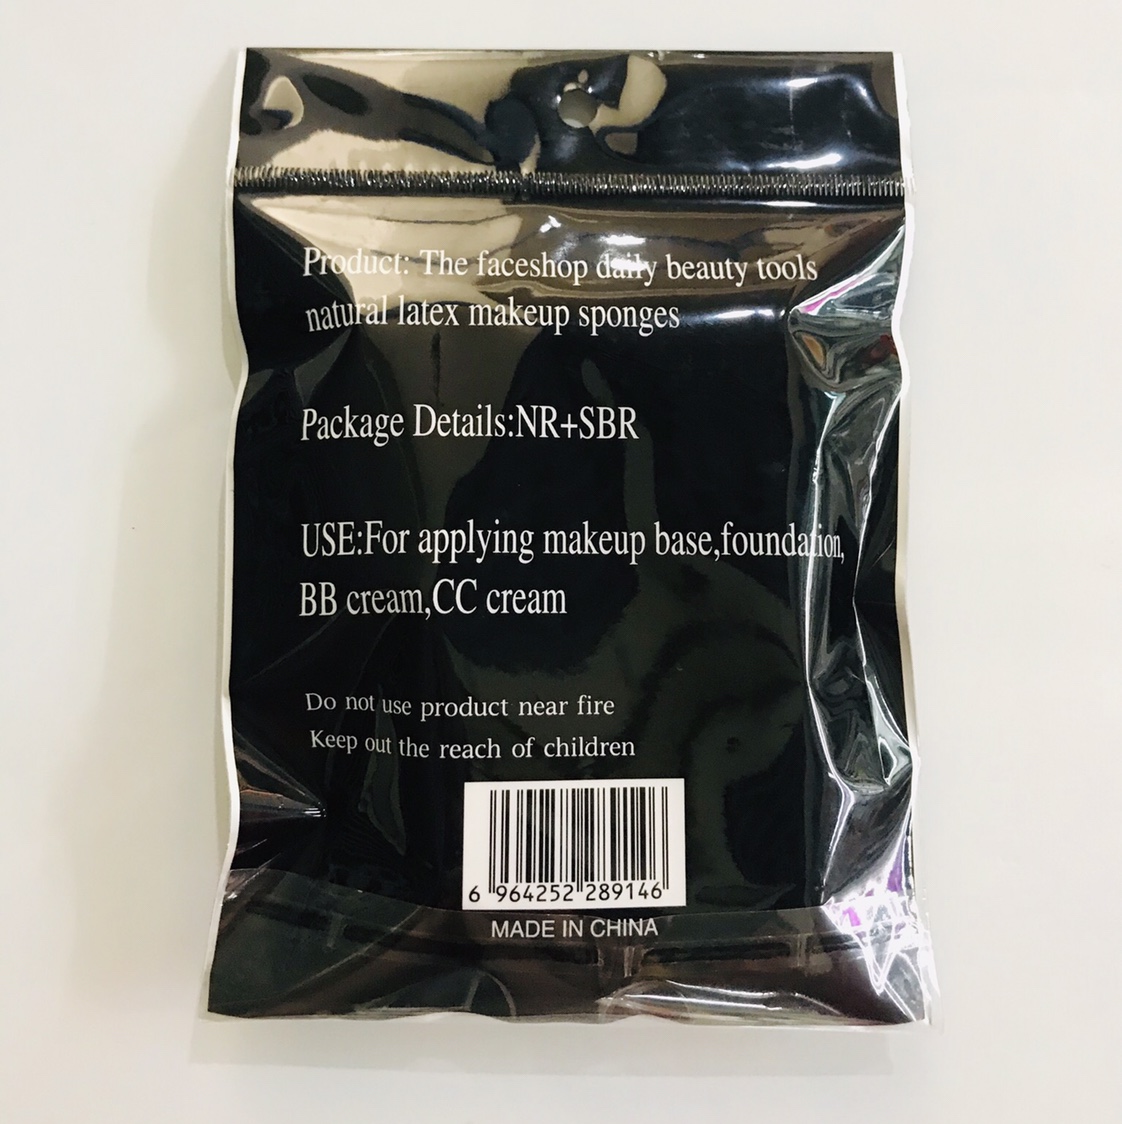 Product: The faceshop daily beauty tools
natural latex makeup sponges
Package Details:NR+SBR
USE:For applying makeup base,foundation,
BB cream,CC cream
Do not use product near fire
Keep out the reach of children
6 964252 289146
MADE IN CHINA